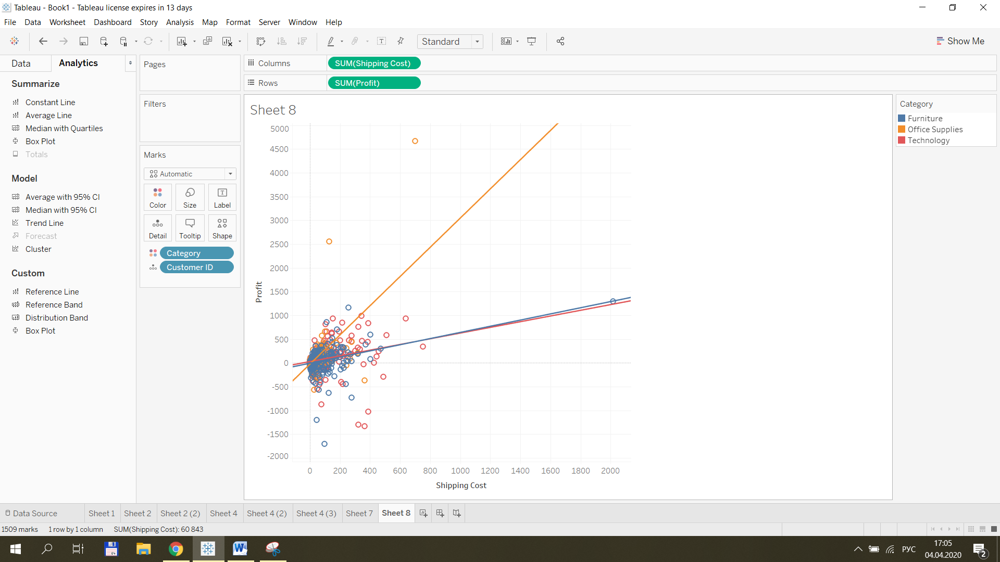 Tableau - Book1 - Tableau license expires in 13 days
File Data Worksheet Dashboard Story Analysis Map Format Server Window Help
Standard
Show Me
Data Analytics
Summarize
Constant Line
Average Line
Median with Quartiles
Box Plot
Totals
Model
Average with 95% CI
Median with 95% CI
Trend Line
Forecast
Cluster
Custom
Reference Line
Reference Band
Distribution Band
Box Plot
Pages
Filters
Marks
Automatic
Color Size Label
T
Detail Tooltip Shape
Category
Customer ID
Columns SUM(Shipping Cost)
Rows SUM(Profit)
Sheet 8
5000
4500
4000
3500
3000
2500
2000
1500
1000
500
0
-500
-1000
-1500
-2000
Profit
0 200 400 600 800 1000 1200 1400 1600 1800 2000
Shipping Cost
Category
Furniture
Office Supplies
Technology
Data Source Sheet 1 Sheet 2 Sheet 2 (2) Sheet 4 Sheet 4 (2) Sheet 4 (3) Sheet 7 Sheet 8
1509 marks 1 row by 1 column SUM(Shipping Cost): 60 843
64
W
РУС
17:05
04.04.2020
2